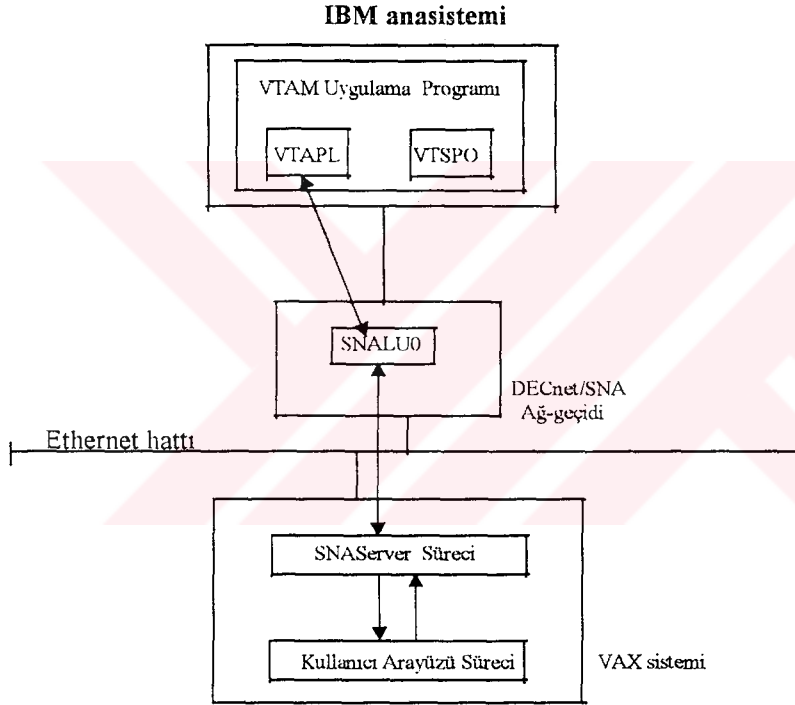 IBM anasistemi
VTAM Uygulama Programı
VTAPL
VTSPO
SNALU0
DECnet/SNA
Ağ-geçidi
Ethernet hattı
SNAServer Süreci
Kullanıcı Arayüzü Süreci
VAX sistemi